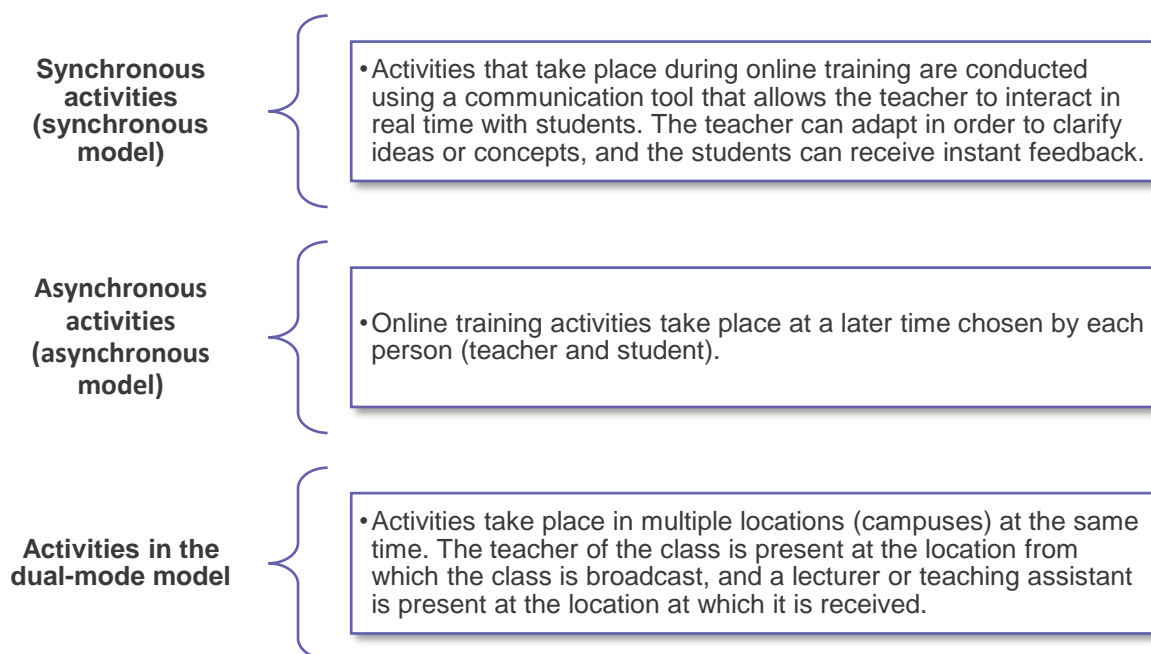 Synchronous
activities
(synchronous
model)
•Activities that take place during online training are conducted
using a communication tool that allows the teacher to interact in
real time with students. The teacher can adapt in order to clarify
ideas or concepts, and the students can receive instant feedback.
Asynchronous
activities
(asynchronous
model)
•Online training activities take place at a later time chosen by each
person (teacher and student).
Activities in the
dual-mode model
•Activities take place in multiple locations (campuses) at the same
time. The teacher of the class is present at the location from
which the class is broadcast, and a lecturer or teaching assistant
is present at the location at which it is received.